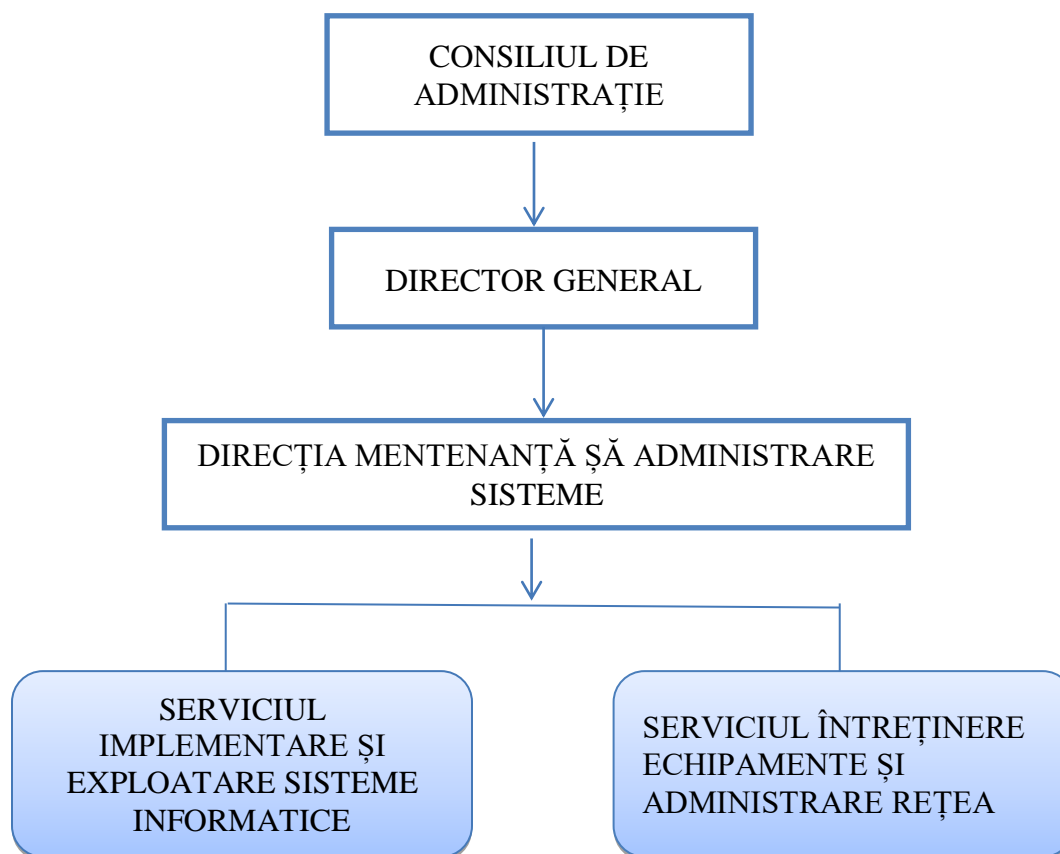 CONSILIUL DE
ADMINISTRAȚIE
DIRECTOR GENERAL
DIRECȚIA MENTENANȚĂ ȘĂ ADMINISTRARE
SISTEME
SERVICIUL
IMPLEMENTARE ȘI
EXPLOATARE SISTEME
INFORMATICE
SERVICIUL ÎNTREȚINERE
ECHIPAMENTE ȘI
ADMINISTRARE REȚEA